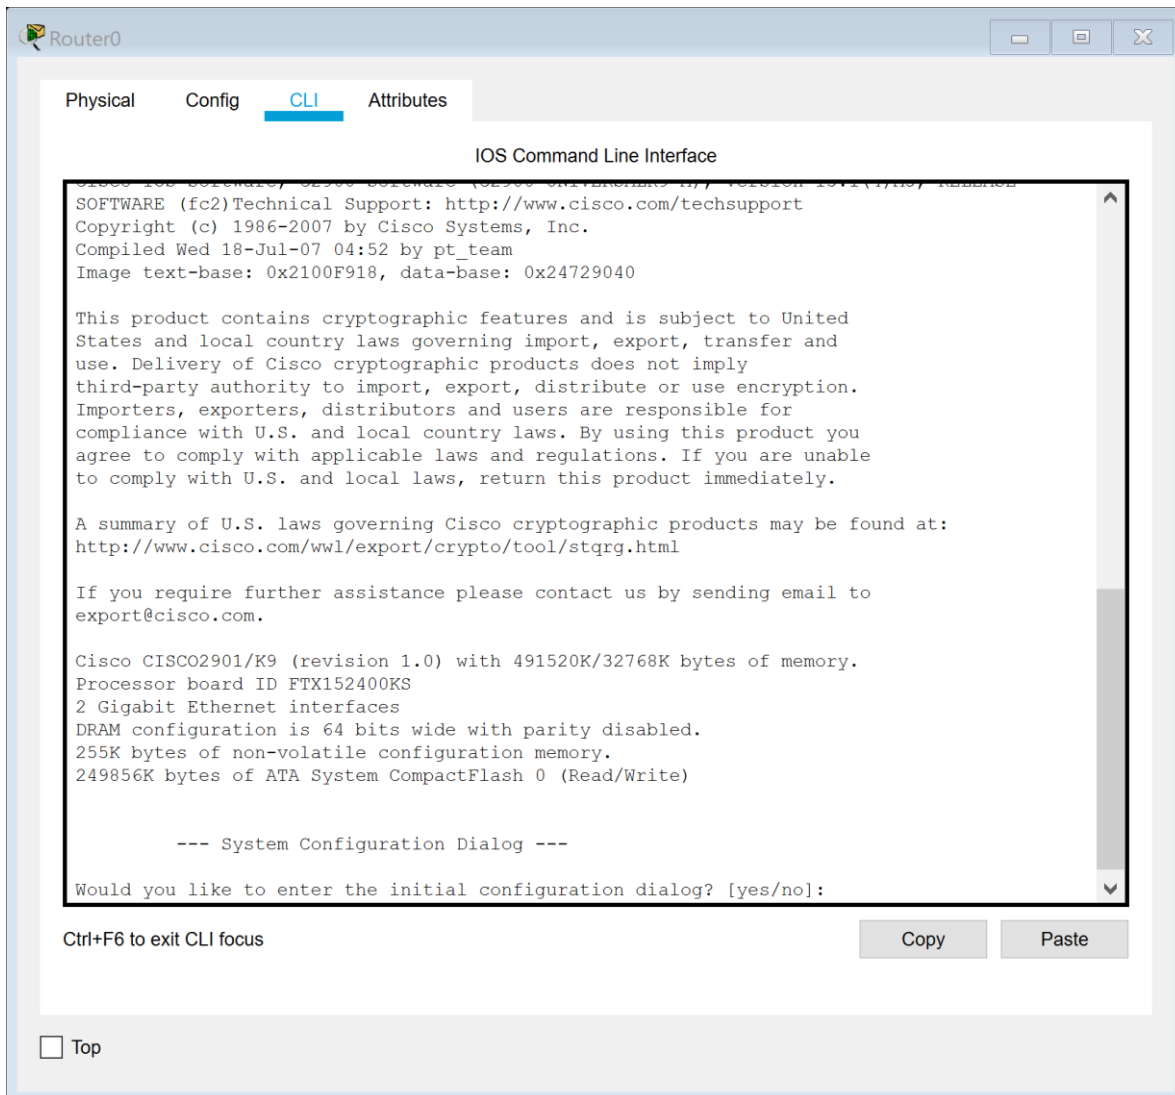 Router0
Physical Config CLI Attributes
IOS Command Line Interface
SOFTWARE (fc2)Technical Support: http://www.cisco.com/techsupport
Copyright (c) 1986-2007 by Cisco Systems, Inc.
Compiled Wed 18-Jul-07 04:52 by pt_team
Image text-base: 0x2100F918, data-base: 0x24729040
This product contains cryptographic features and is subject to United
States and local country laws governing import, export, transfer and
use. Delivery of Cisco cryptographic products does not imply
third-party authority to import, export, distribute or use encryption.
Importers, exporters, distributors and users are responsible for
compliance with U.S. and local country laws. By using this product you
agree to comply with applicable laws and regulations. If you are unable
to comply with U.S. and local laws, return this product immediately.
A summary of U.S. laws governing Cisco cryptographic products may be found at:
http://www.cisco.com/wwl/export/crypto/tool/stqrg.html
If you require further assistance please contact us by sending email to
export@cisco.com.
Cisco CISCO2901/K9 (revision 1.0) with 491520K/32768K bytes of memory.
Processor board ID FTX152400KS
2 Gigabit Ethernet interfaces
DRAM configuration is 64 bits wide with parity disabled.
255K bytes of non-volatile configuration memory.
249856K bytes of ATA System CompactFlash 0 (Read/Write)
--- System Configuration Dialog ---
Would you like to enter the initial configuration dialog? [yes/no]:
Ctrl+F6 to exit CLI focus
Copy Paste
Top